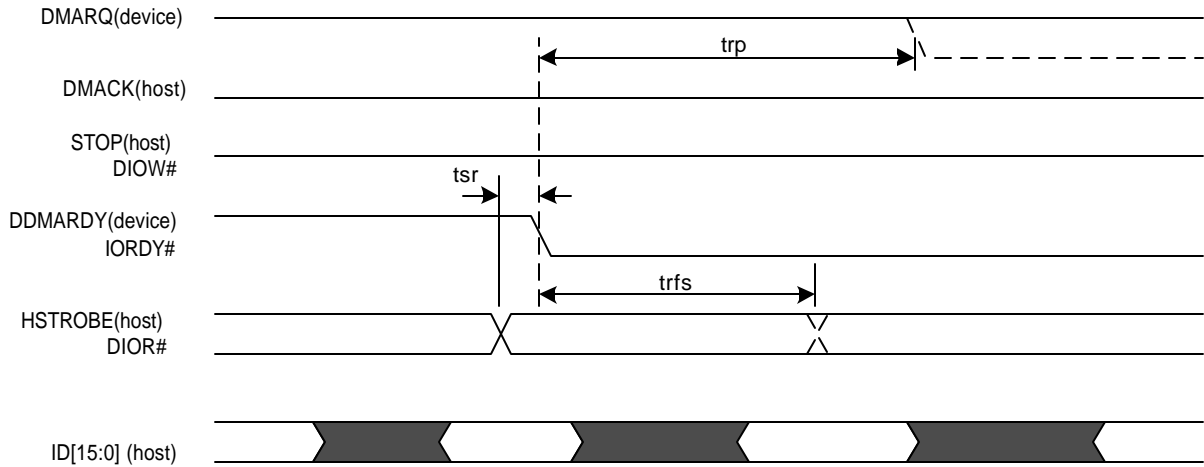 DMARQ(device)
trp
DMACK(host)
STOP(host)
DIOW#
tsr
DDMARDY(device)
IORDY#
trfs
HSTROBE(host)
DIOR#
ID[15:0] (host)